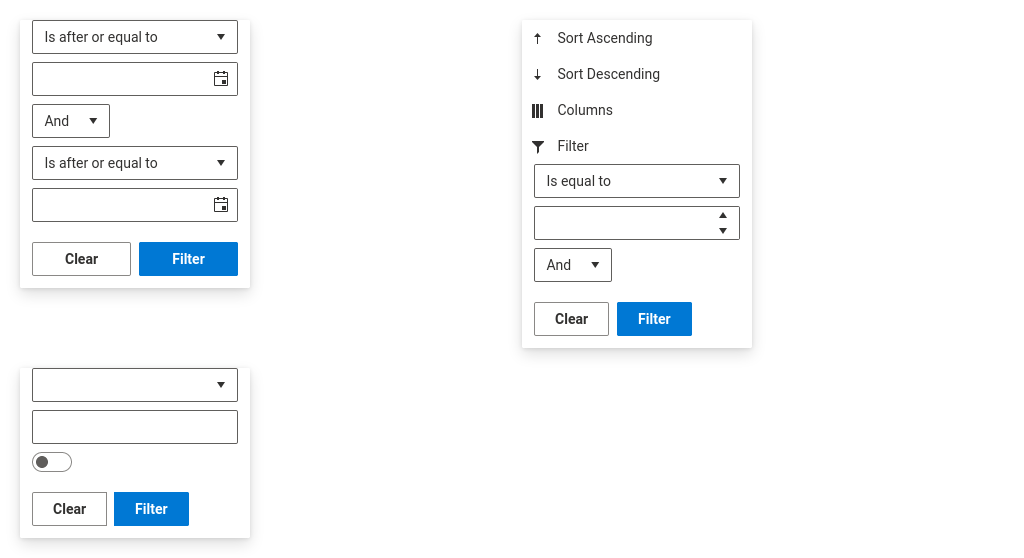 Is after or equal to
And
Is after or equal to
Clear Filter
Sort Ascending
Sort Descending
Columns
Filter
Is equal to
And
Clear Filter
Clear Filter